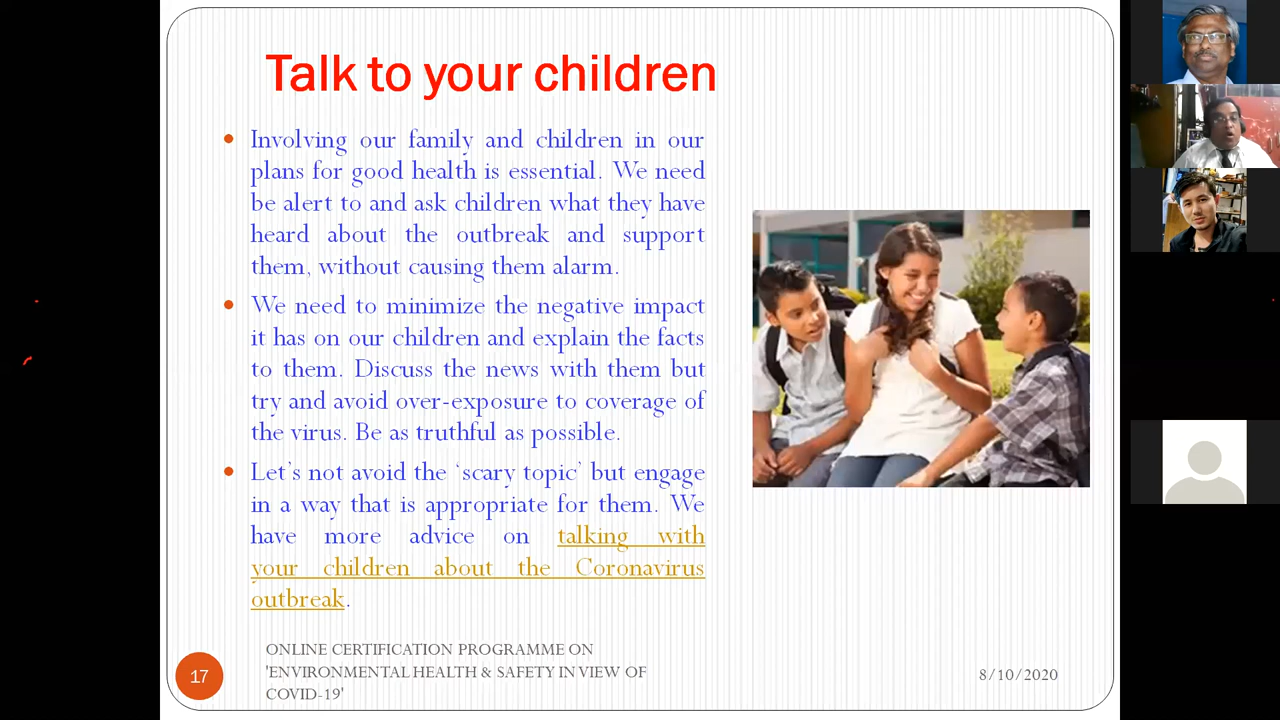 Talk to your children
Involving our family and children in our
plans for good health is essential. We need
be alert to and ask children what they have
heard about the outbreak and support
them, without causing them alarm.
We need to minimize the negative impact
it has on our children and explain the facts
to them. Discuss the news with them but
try and avoid over-exposure to coverage of
the virus. Be as truthful as possible.
Let's not avoid the ‘scary topic’ but engage
in a way that is appropriate for them. We
have more advice on talking with
your children about the Coronavirus
outbreak.
17
ONLINE CERTIFICATION PROGRAMME ON
'ENVIRONMENTAL HEALTH & SAFETY IN VIEW OF
COVID-19'
8/10/2020